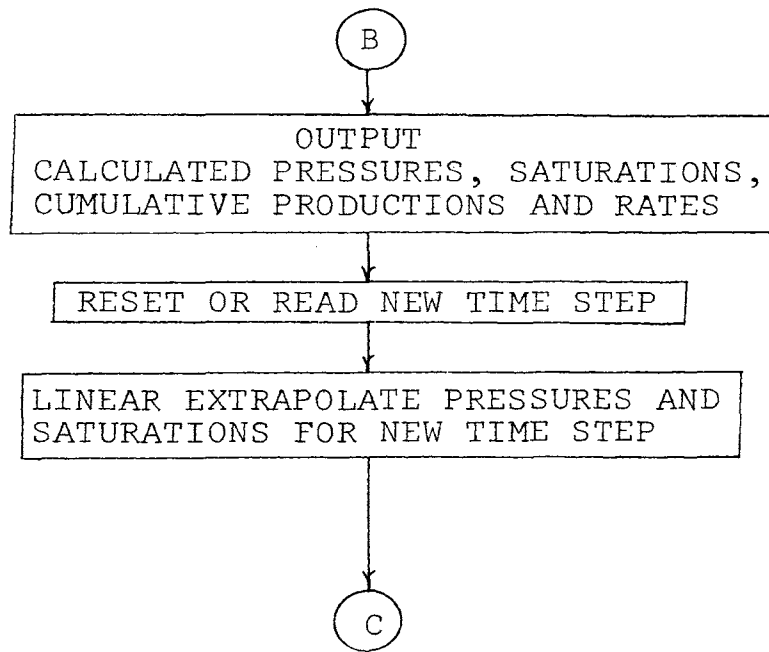 B
OUTPUT
CALCULATED PRESSURES, SATURATIONS,
CUMULATIVE PRODUCTIONS AND RATES
RESET OR READ NEW TIME STEP
LINEAR EXTRAPOLATE PRESSURES AND
SATURATIONS FOR NEW TIME STEP
C